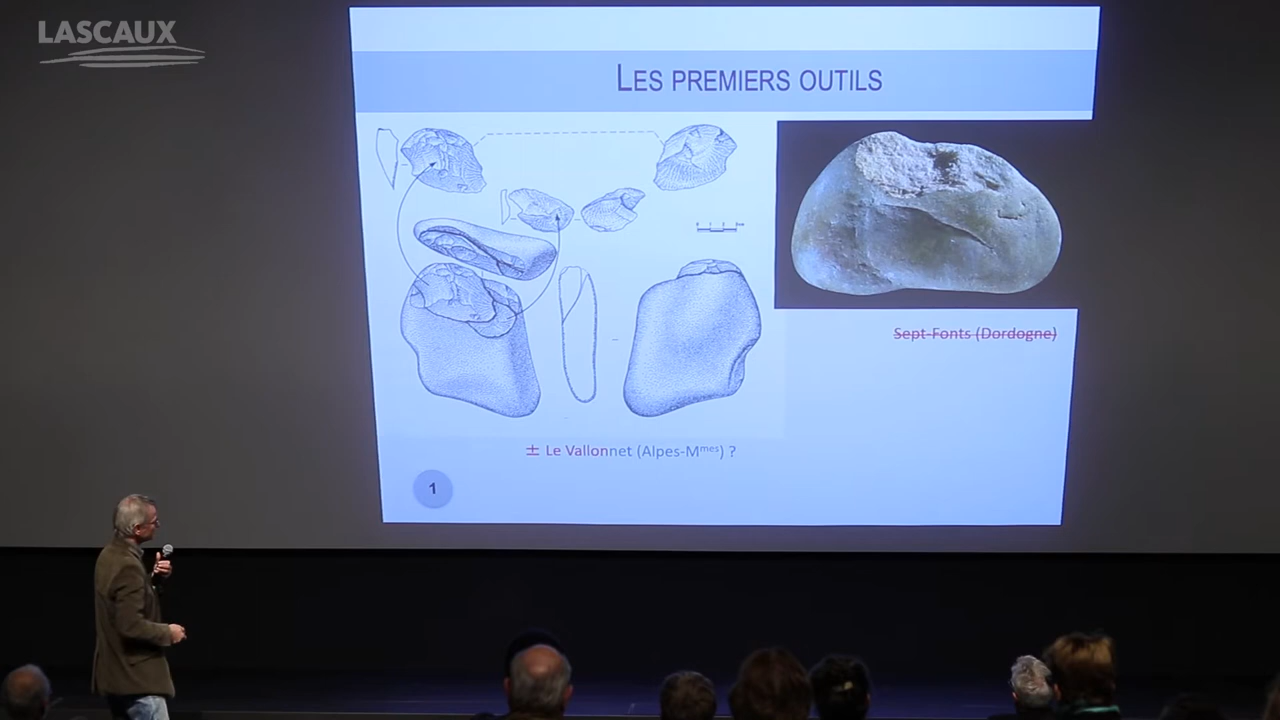 LASCAUX
LES PREMIERS OUTILS
Sept-Fonts (Dordogne)
± Le Vallonnet (Alpes-Mmes) ?
1